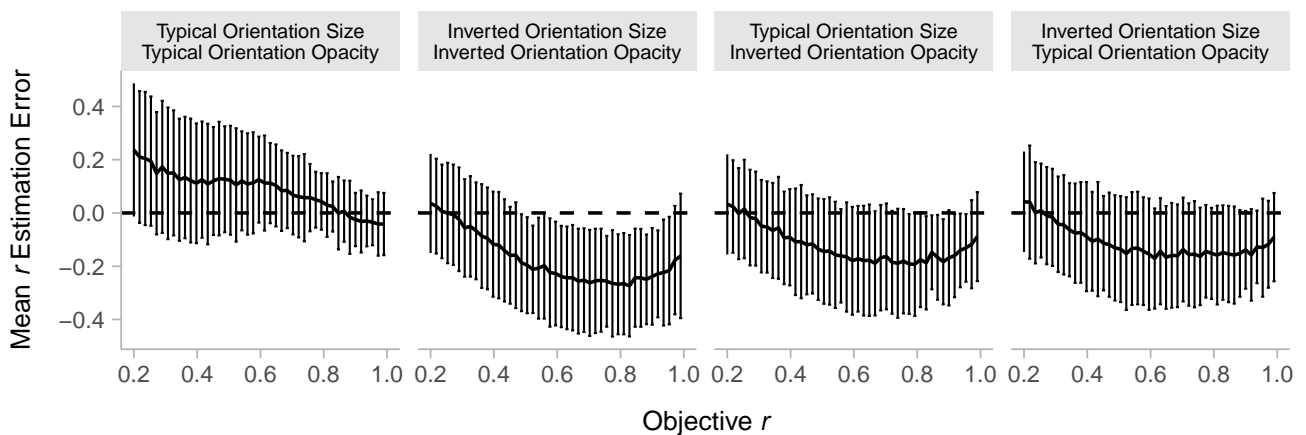 Typical Orientation Size
Typical Orientation Opacity
Inverted Orientation Size
Inverted Orientation Opacity
Typical Orientation Size
Inverted Orientation Opacity
Inverted Orientation Size
Typical Orientation Opacity
Mean r Estimation Error
0.4
0.2
0.0
−0.2
−0.4
0.2 0.4 0.6 0.8 1.0
0.2 0.4 0.6 0.8 1.0
0.2 0.4 0.6 0.8 1.0
0.2 0.4 0.6 0.8 1.0
Objective r